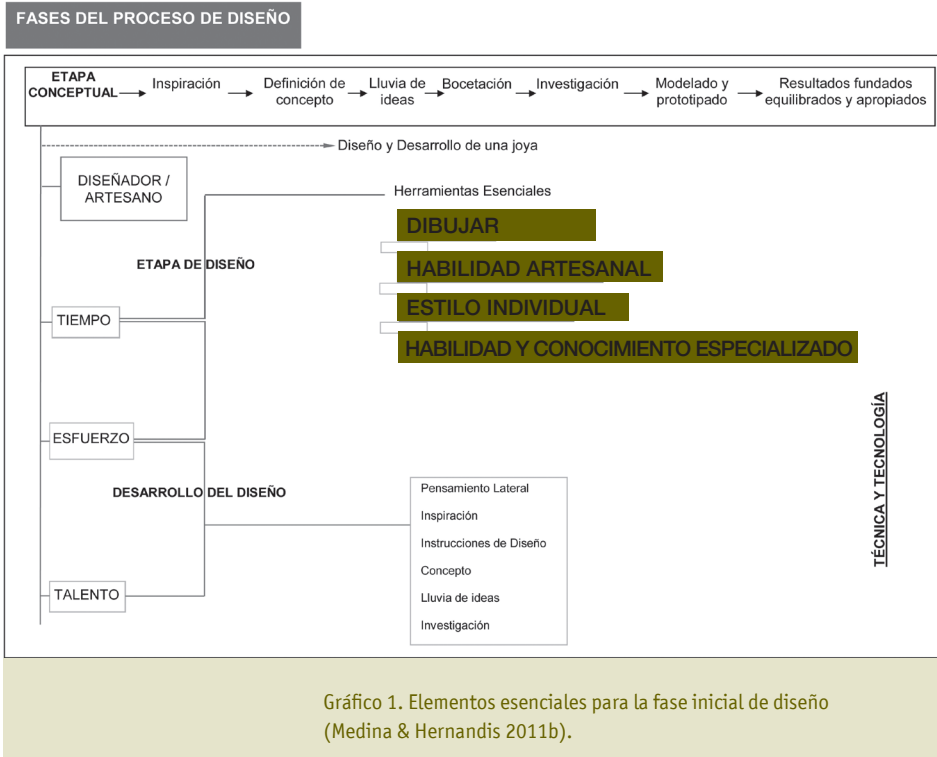 FASES DEL PROCESO DE DISEÑO
ETAPA
CONCEPTUAL
Inspiración
Definición de
concepto
Lluvia de
ideas
Bocetación
Investigación
Modelado y
prototipado
Resultados fundados
equilibrados y apropiados
Diseño y Desarrollo de una joya
DISEÑADOR /
ARTESANO
Herramientas Esenciales
DIBUJAR
ETAPA DE DISEÑO
HABILIDAD ARTESANAL
ESTILO INDIVIDUAL
TIEMPO
HABILIDAD Y CONOCIMIENTO ESPECIALIZADO
ESFUERZO
TÉCNICA Y TECNOLOGÍA
DESARROLLO DEL DISEÑO
Pensamiento Lateral
Inspiración
Instrucciones de Diseño
Concepto
Lluvia de ideas
Investigación
TALENTO
Gráfico 1. Elementos esenciales para la fase inicial de diseño
(Medina & Hernandis 2011b).